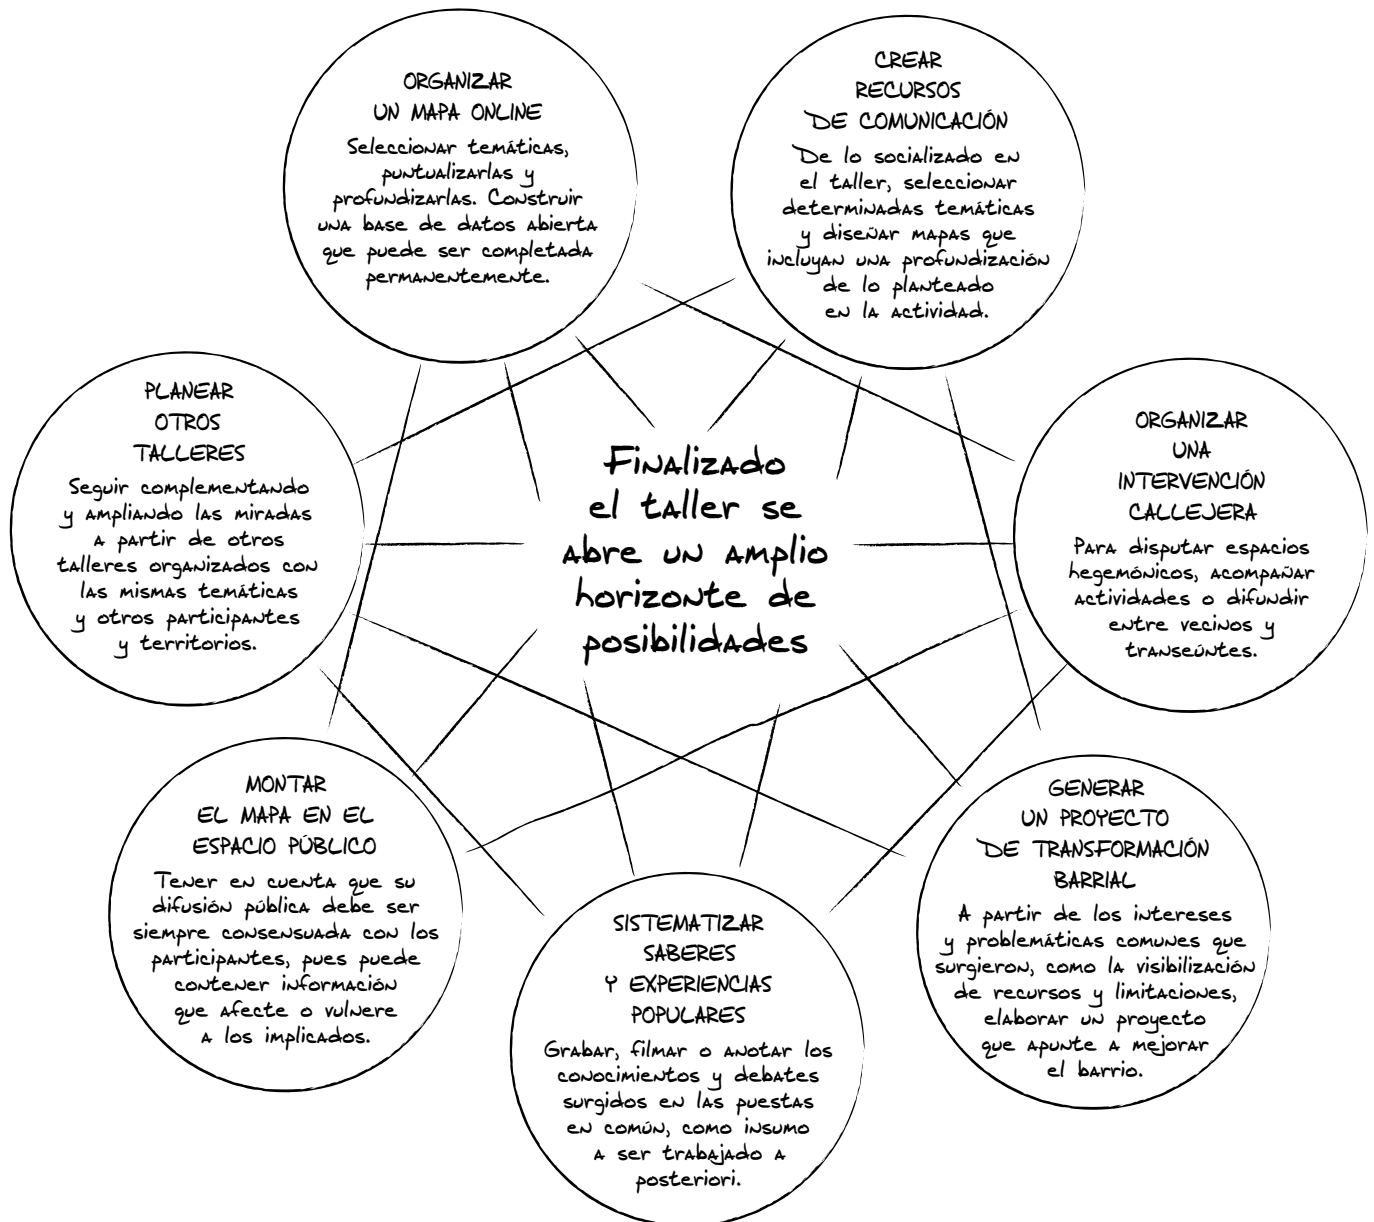 ORGANIZAR
UN MAPA ONLINE
Seleccionar temáticas,
puntualizarlas y
profundizarlas. Construir
una base de datos abierta
que puede ser completada
permanentemente.
CREAR
RECURSOS
DE COMUNICACIÓN
De lo socializado en
el taller, seleccionar
determinadas temáticas
y diseñar mapas que
incluyan una profundización
de lo planteado
en la actividad.
PLANEAR
OTROS
TALLERES
Seguir complementando
y ampliando las miradas
a partir de otros
talleres organizados con
las mismas temáticas
y otros participantes
y territorios.
Finalizado
el taller se
abre un amplio
horizonte de
posibilidades
ORGANIZAR
UNA
INTERVENCIÓN
CALLEJERA
Para disputar espacios
hegemónicos, acompañar
actividades o difundir
entre vecinos y
transeúntes.
MONTAR
EL MAPA EN EL
ESPACIO PÚBLICO
Tener en cuenta que su
difusión pública debe ser
siempre consensuada con los
participantes, pues puede
contener información
que afecte o vulnere
a los implicados.
SISTEMATIZAR
SABERES
Y EXPERIENCIAS
POPULARES
Grabar, filmar o anotar los
conocimientos y debates
surgidos en las puestas
en común, como insumo
a ser trabajado a
posteriori.
GENERAR
UN PROYECTO
DE TRANSFORMACIÓN
BARRIAL
A partir de los intereses
y problemáticas comunes que
surgieron, como la visibilización
de recursos y limitaciones,
elaborar un proyecto
que apunte a mejorar
el barrio.